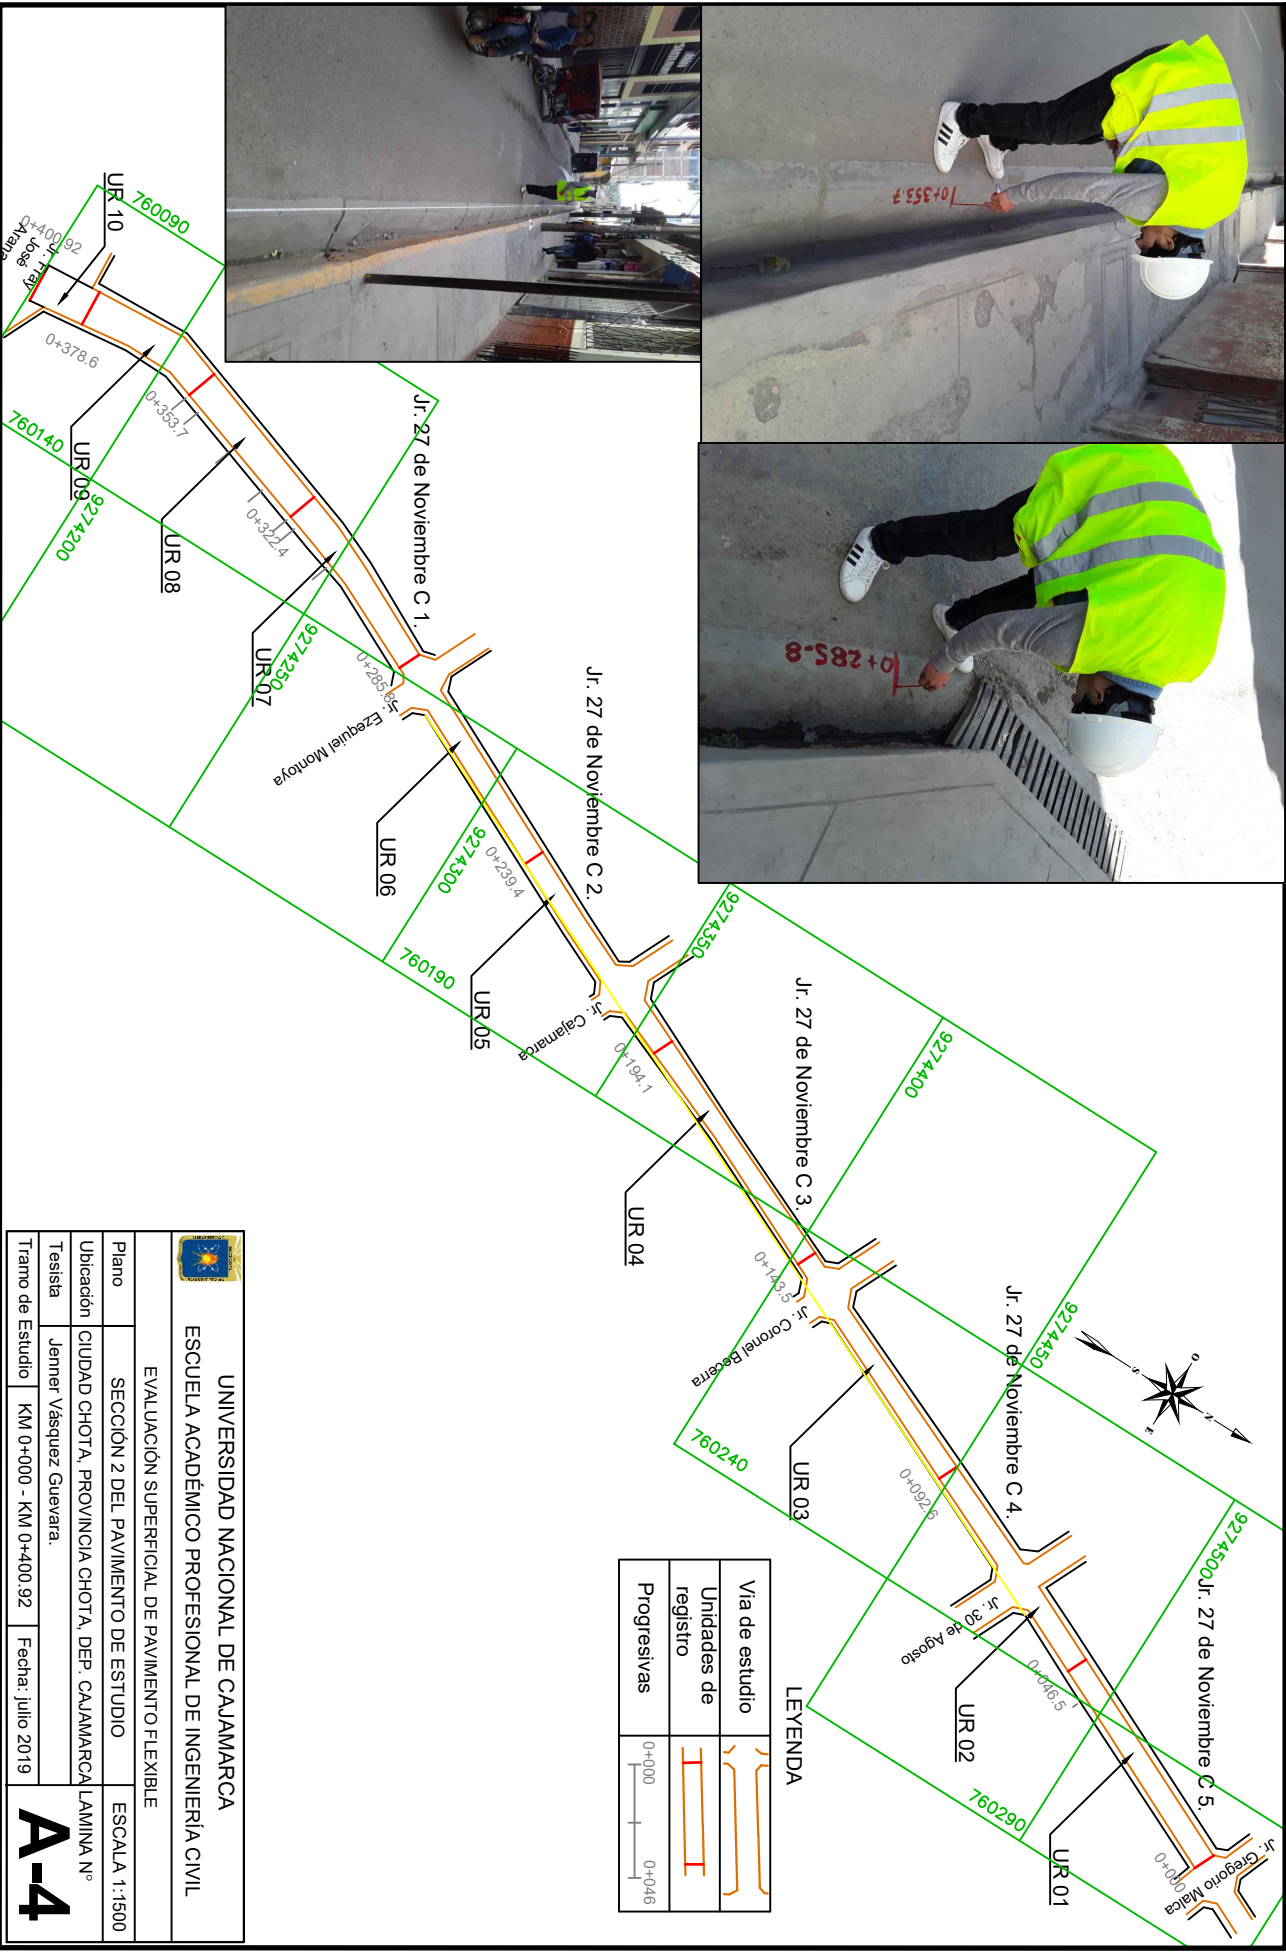 0+353.7
0+285.8
Jr. 27 de Noviembre C 1.
Jr. 27 de Noviembre C 2.
Jr. 27 de Noviembre C 3.
Jr. 27 de Noviembre C 4.
Jr. 27 de Noviembre C 5.
UR 10
UR 09
UR 08
UR 07
UR 06
UR 05
UR 04
UR 03
UR 02
UR 01
0+400.92
0+378.6
0+353.7
0+322.4
0+285.8
0+239.4
0+194.1
0+143.5
0+092.6
0+046.5
0+000
Jr. Fray
José
Arana
Jr. Ezequiel Montoya
Jr. Cajamarca
Jr. Coronel Becerra
Jr. 30 de Agosto
Jr. Gregorio Malca
760090
760140
760190
760240
760290
9274200
9274250
9274300
9274350
9274400
9274450
9274500
N
S
E
O
LEYENDA
Via de estudio
Unidades de
registro
Progresivas
0+000
0+046
UNIVERSIDAD NACIONAL DE CAJAMARCA
ESCUELA ACADÉMICO PROFESIONAL DE INGENIERÍA CIVIL
EVALUACIÓN SUPERFICIAL DE PAVIMENTO FLEXIBLE
Plano SECCIÓN 2 DEL PAVIMENTO DE ESTUDIO ESCALA 1:1500
Ubicación CIUDAD CHOTA, PROVINCIA CHOTA, DEP. CAJAMARCA LAMINA Nº
Tesista Jenner Vásquez Guevara.
Tramo de Estudio KM 0+000 - KM 0+400.92 Fecha: julio 2019
A-4